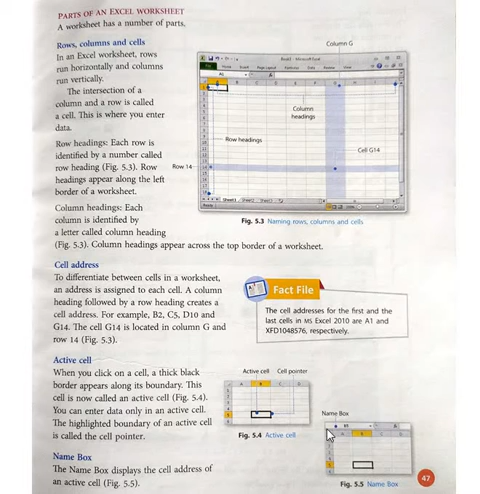 PARTS OF AN EXCEL WORKSHEET
A worksheet has a number of parts,
Rows, columns and cells
In an Excel worksheet, rows
run horizontally and columns
run vertically.
The intersection of a
column and a row is called
a cell. This is where you enter
data.
Row headings: Each row is
identified by a number called
row heading (Fig. 5.3). Row
headings appear along the left
border of a worksheet.
Column headings: Each
column is identified by
a letter called column heading
(Fig. 5.3). Column headings appear across the top border of a worksheet.
Column G
Column
headings
Row headings
Cell G14
Row 14
Sheet1
Fig. 5.3 Naming rows, columns and cells
Cell address
To differentiate between cells in a worksheet,
an address is assigned to each cell. A column
heading followed by a row heading creates a
cell address. For example, B2, C5, D10 and
G14. The cell G14 is located in column G and
row 14 (Fig. 5.3).
Fact File
The cell addresses for the first and the
last cells in MS Excel 2010 are A1 and
XFD1048576, respectively.
Active cell
When you click on a cell, a thick black
border appears along its boundary. This
cell is now called an active cell (Fig. 5.4).
You can enter data only in an active cell.
The highlighted boundary of an active cell
is called the cell pointer.
Active cell Cell pointer
Fig. 5.4 Active cell
Name Box
The Name Box displays the cell address of
an active cell (Fig. 5.5).
Name Box
Fig. 5.5 Name Box
47